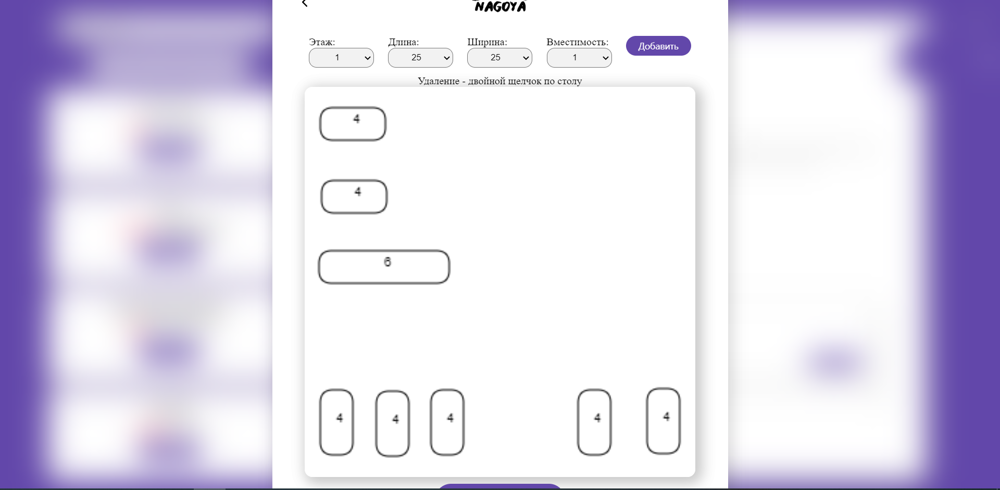 NAGOYA
Этаж: Длина: Ширина: Вместимость: Добавить
1 25 25 1
Удаление - двойной щелчок по столу
4
4
6
4 4 4 4 4